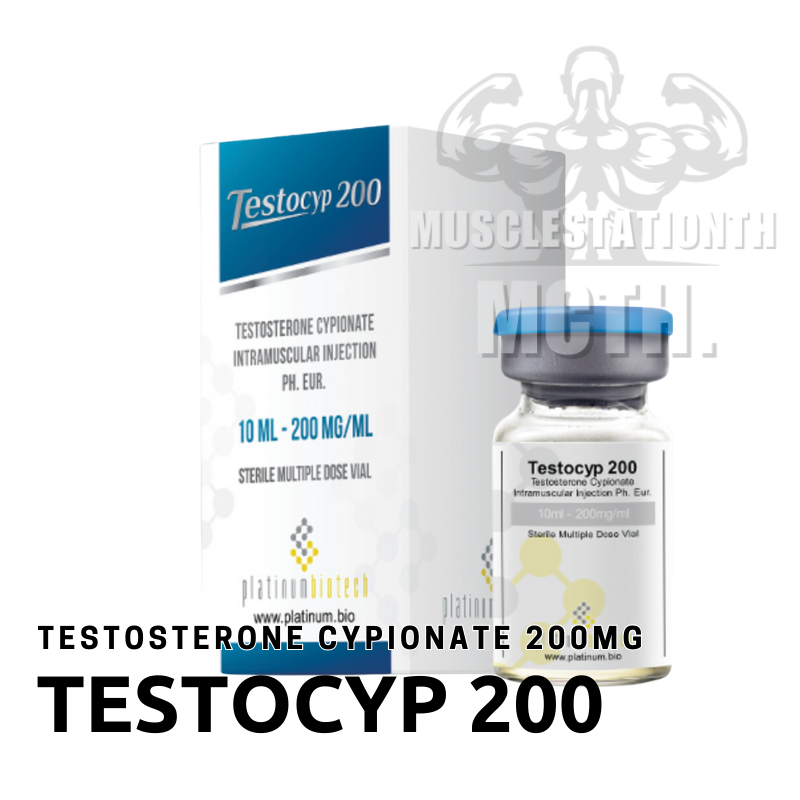 MUSCLESTATIONTH
MCTH.
Testocyp 200
TESTOSTERONE CYPIONATE
INTRAMUSCULAR INJECTION
PH. EUR.
10 ML - 200 MG/ML
STERILE MULTIPLE DOSE VIAL
platinumbiotech
www.platinum.bio
platinum
Testocyp 200
Testosterone Cypionate
Intramuscular Injection Ph. Eur.
10ml - 200mg/ml
Sterile Multiple Dose Vial
www.platinum.bio
TESTOSTERONE CYPIONATE 200MG
TESTOCYP 200